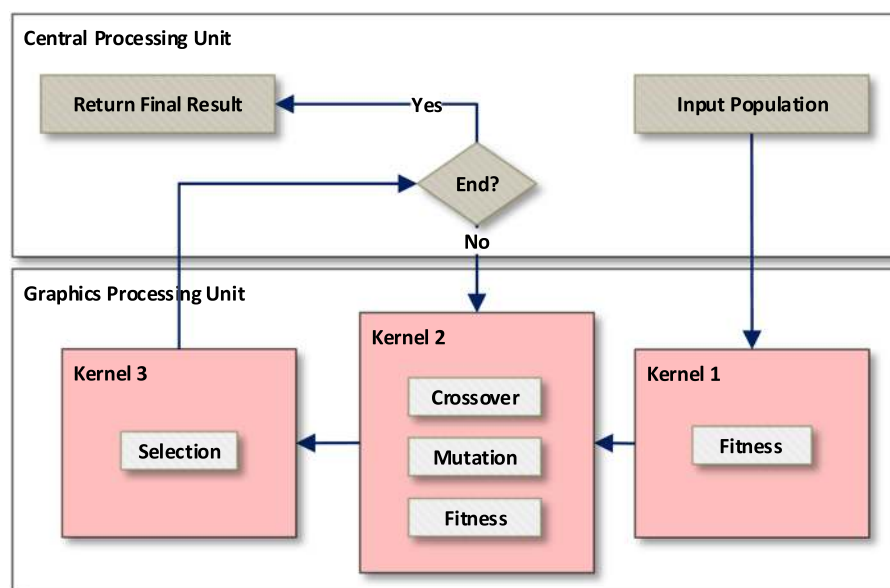 Central Processing Unit
Return Final Result
Yes
Input Population
End?
No
Graphics Processing Unit
Kernel 3
Selection
Kernel 2
Crossover
Mutation
Fitness
Kernel 1
Fitness